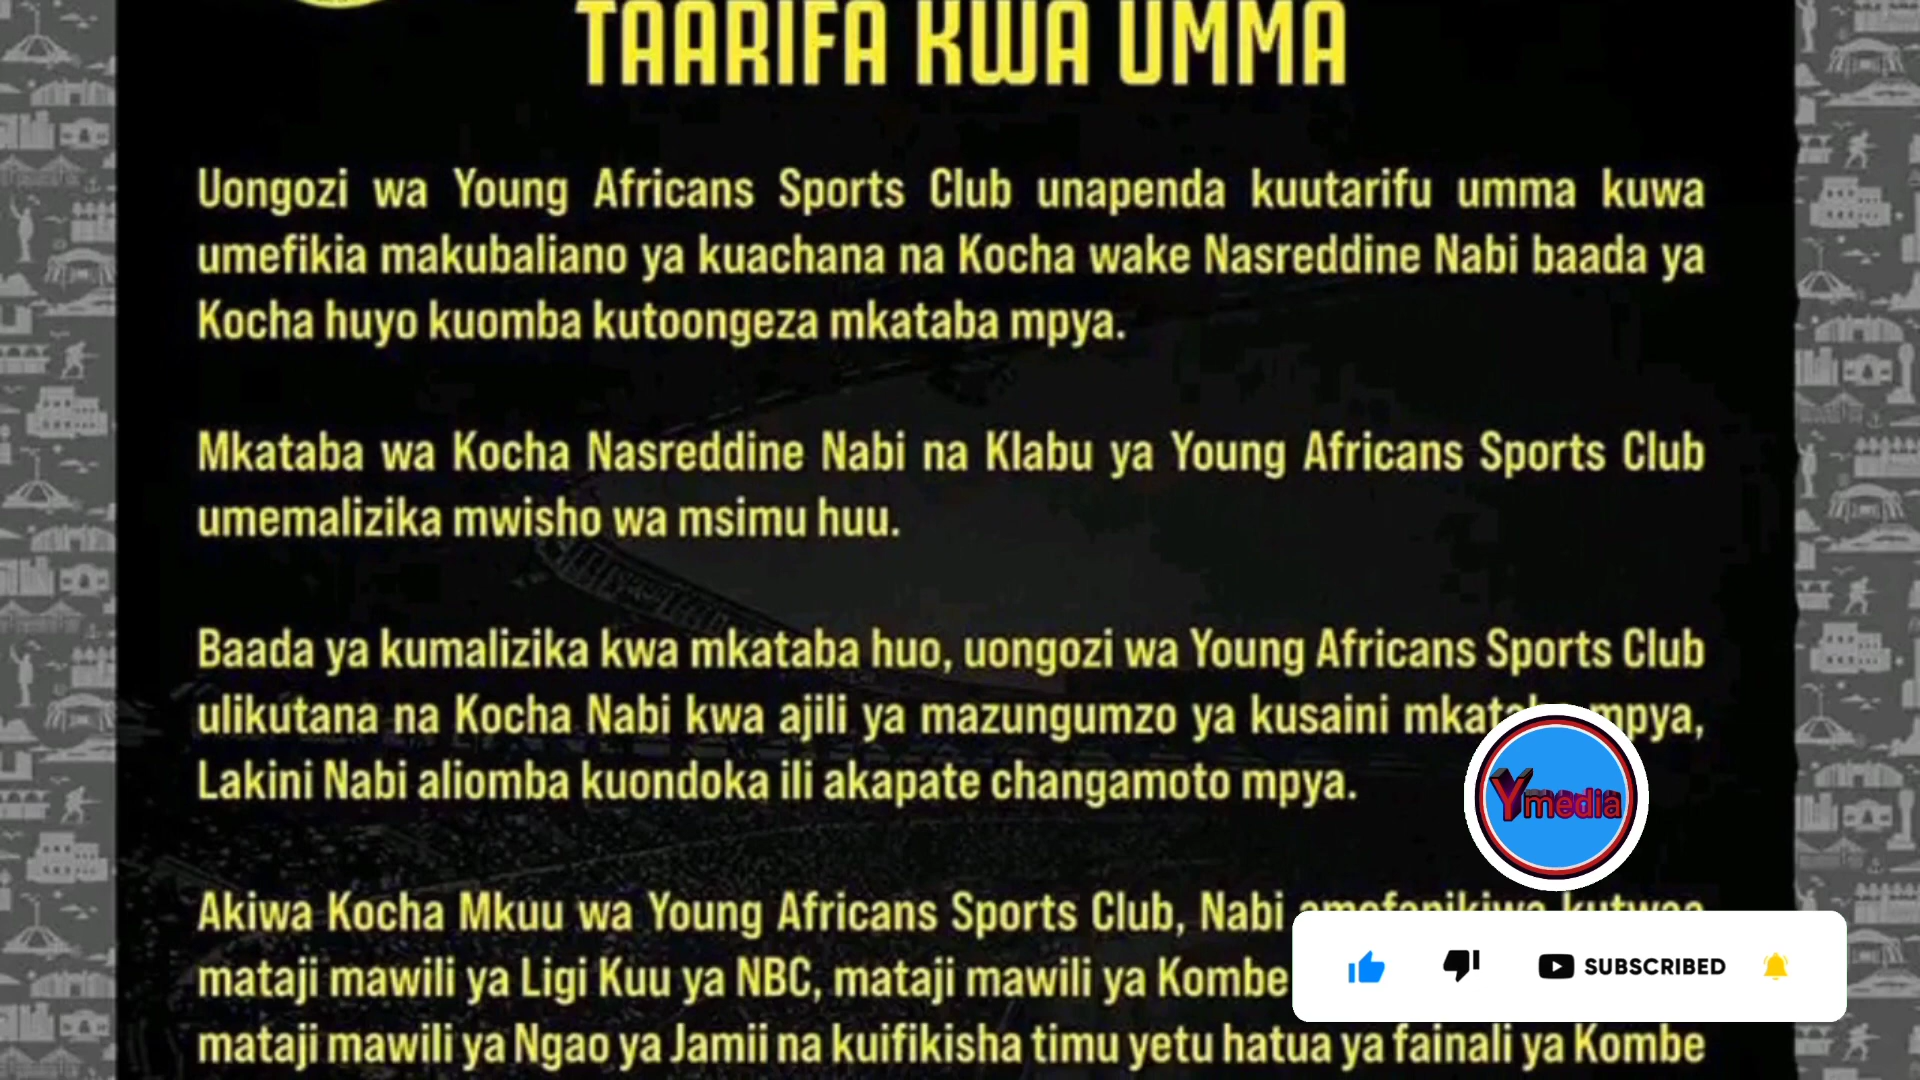 TAARIFA KWA UMMA
Uongozi wa Young Africans Sports Club unapenda kuutarifu umma kuwa
umefikia makubaliano ya kuachana na Kocha wake Nasreddine Nabi baada ya
Kocha huyo kuomba kutoongeza mkataba mpya.
Mkataba wa Kocha Nasreddine Nabi na Klabu ya Young Africans Sports Club
umemalizika mwisho wa msimu huu.
Baada ya kumalizika kwa mkataba huo, uongozi wa Young Africans Sports Club
ulikutana na Kocha Nabi kwa ajili ya mazungumzo ya kusaini mkataba mpya,
Lakini Nabi aliomba kuondoka ili akapate changamoto mpya.
Ymedia
Akiwa Kocha Mkuu wa Young Africans Sports Club, Nabi amefanikiwa kutwaa
mataji mawili ya Ligi Kuu ya NBC, mataji mawili ya Kombe
SUBSCRIBED
mataji mawili ya Ngao ya Jamii na kuifikisha timu yetu hatua ya fainali ya Kombe